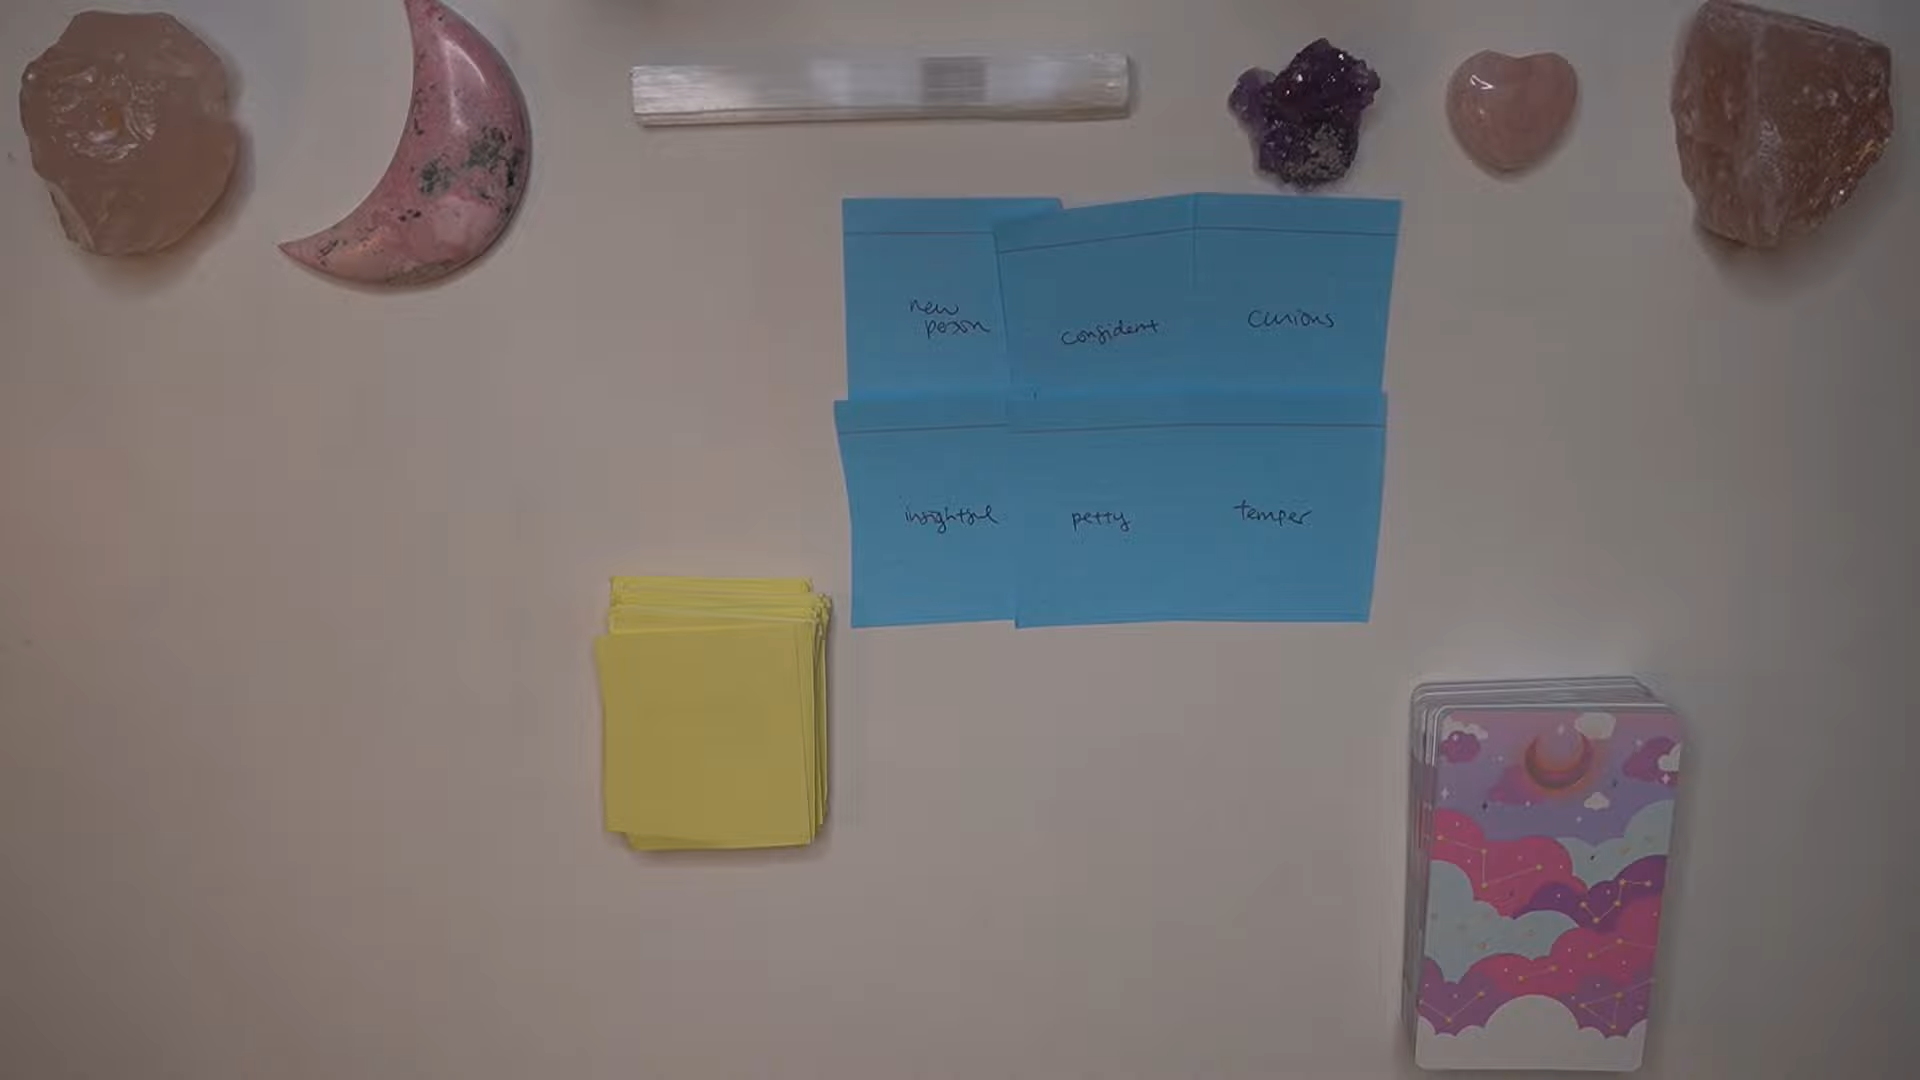 new
person
confident
curious
insightful
petty
temper